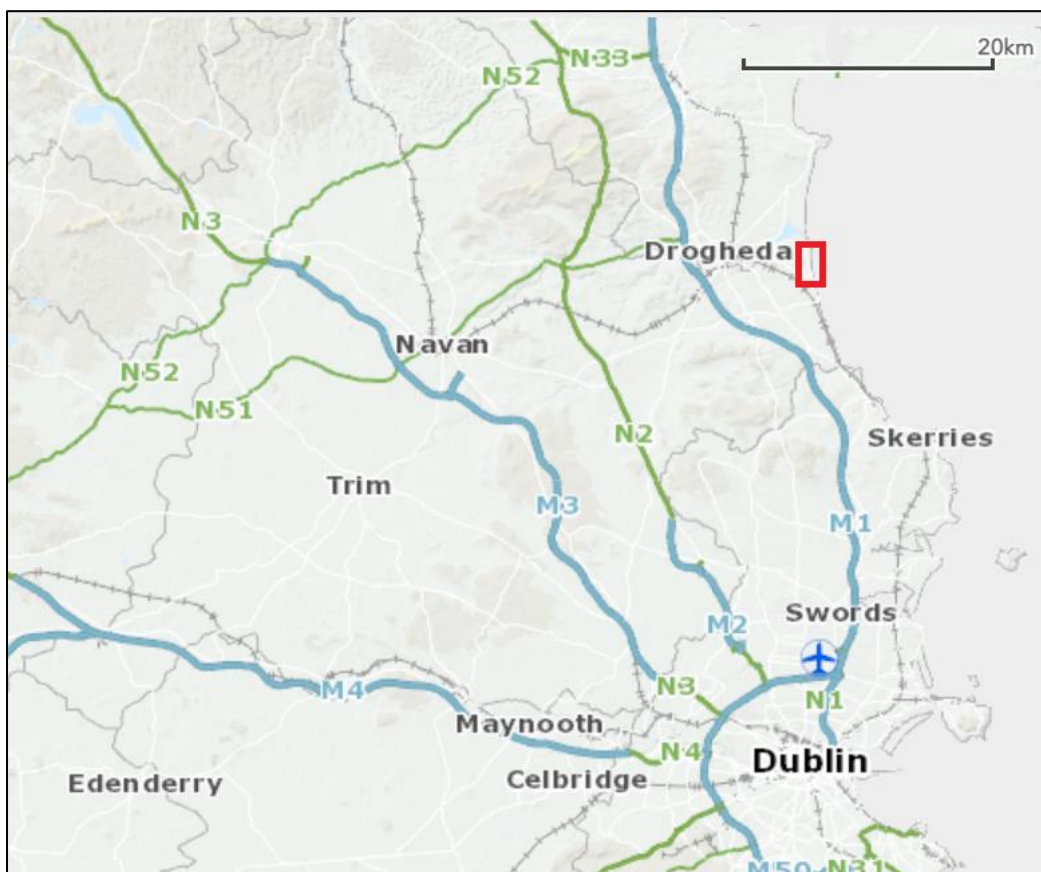 20km
N33
N52
N3
Drogheda
Navan
N52
N51
N2
Skerries
Trim
M3
M1
Swords
M2
N3
N1
M4
Maynooth
N4
Dublin
Edenderry
Celbridge
M50
N31